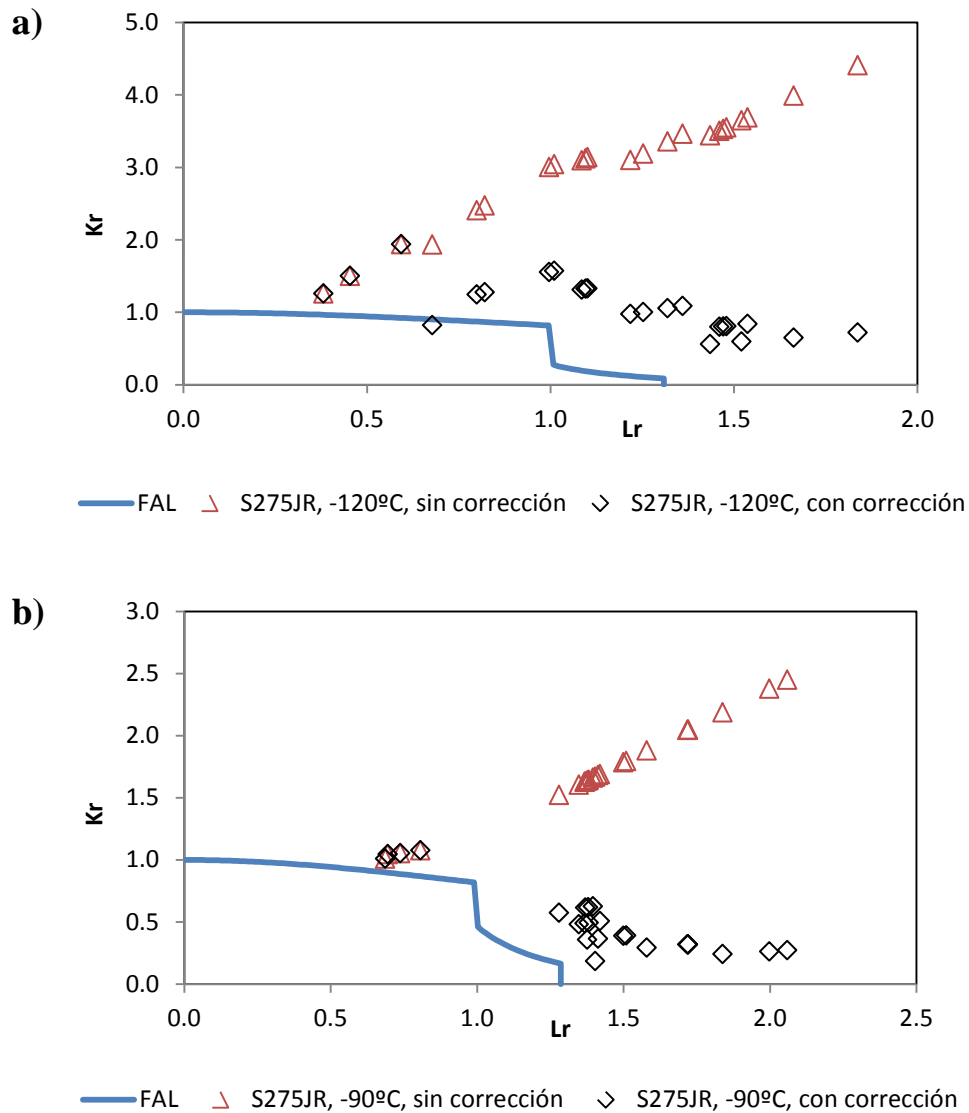 a)
5.0
4.0
3.0
2.0
1.0
0.0
Kr
0.0 0.5 1.0 1.5 2.0
Lr
FAL S275JR, -120ºC, sin corrección S275JR, -120ºC, con corrección
b)
3.0
2.5
2.0
1.5
1.0
0.5
0.0
Kr
0.0 0.5 1.0 1.5 2.0 2.5
Lr
FAL S275JR, -90ºC, sin corrección S275JR, -90ºC, con corrección